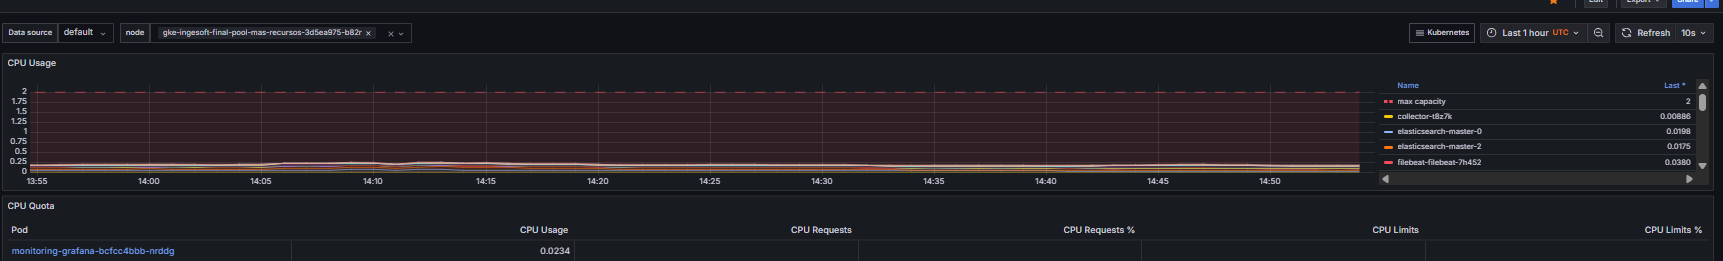 Edit Export Share
Data source default node gke-ingesoft-final-pool-mas-recursos-3d5ea975-b82r Kubernetes Last 1 hour UTC Refresh 10s
CPU Usage
Name Last *
max capacity 2
collector-t8z7k 0.00886
elasticsearch-master-0 0.0198
elasticsearch-master-2 0.0175
filebeat-filebeat-7h452 0.0380
2
1.75
1.5
1.25
1
0.75
0.5
0.25
0
13:55 14:00 14:05 14:10 14:15 14:20 14:25 14:30 14:35 14:40 14:45 14:50
CPU Quota
Pod CPU Usage CPU Requests CPU Requests % CPU Limits CPU Limits %
monitoring-grafana-bcfcc4bbb-nrddg 0.0234